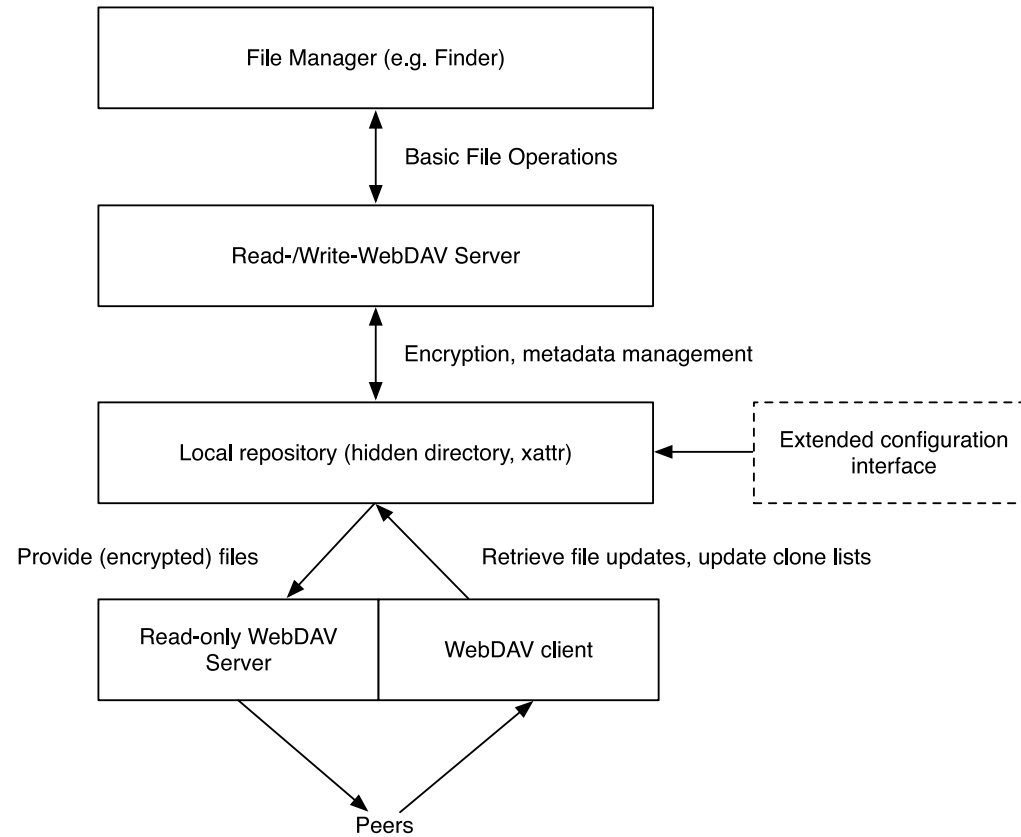 File Manager (e.g. Finder)
Basic File Operations
Read-/Write-WebDAV Server
Encryption, metadata management
Local repository (hidden directory, xattr)
Extended configuration
interface
Provide (encrypted) files
Retrieve file updates, update clone lists
Read-only WebDAV
Server
WebDAV client
Peers